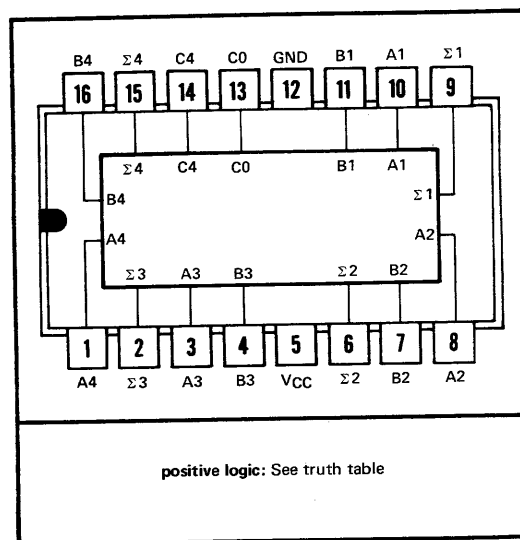 B4 Σ4 C4 C0 GND B1 A1 Σ1
16 15 14 13 12 11 10 9
Σ4 C4 C0 B1 A1
B4 Σ1
A4 A2
Σ3 A3 B3 Σ2 B2
1 2 3 4 5 6 7 8
A4 Σ3 A3 B3 VCC Σ2 B2 A2
positive logic: See truth table